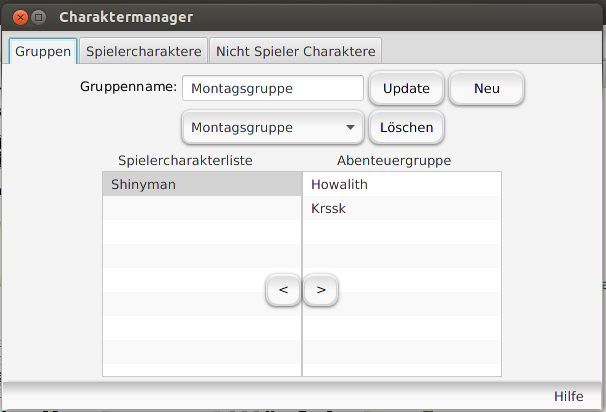 Charaktermanager
Gruppen Spielercharaktere Nicht Spieler Charaktere
Gruppenname: Montagsgruppe Update Neu
Montagsgruppe Löschen
Spielercharakterliste Abenteuergruppe
Shinyman Howalith
Krssk
< >
Hilfe